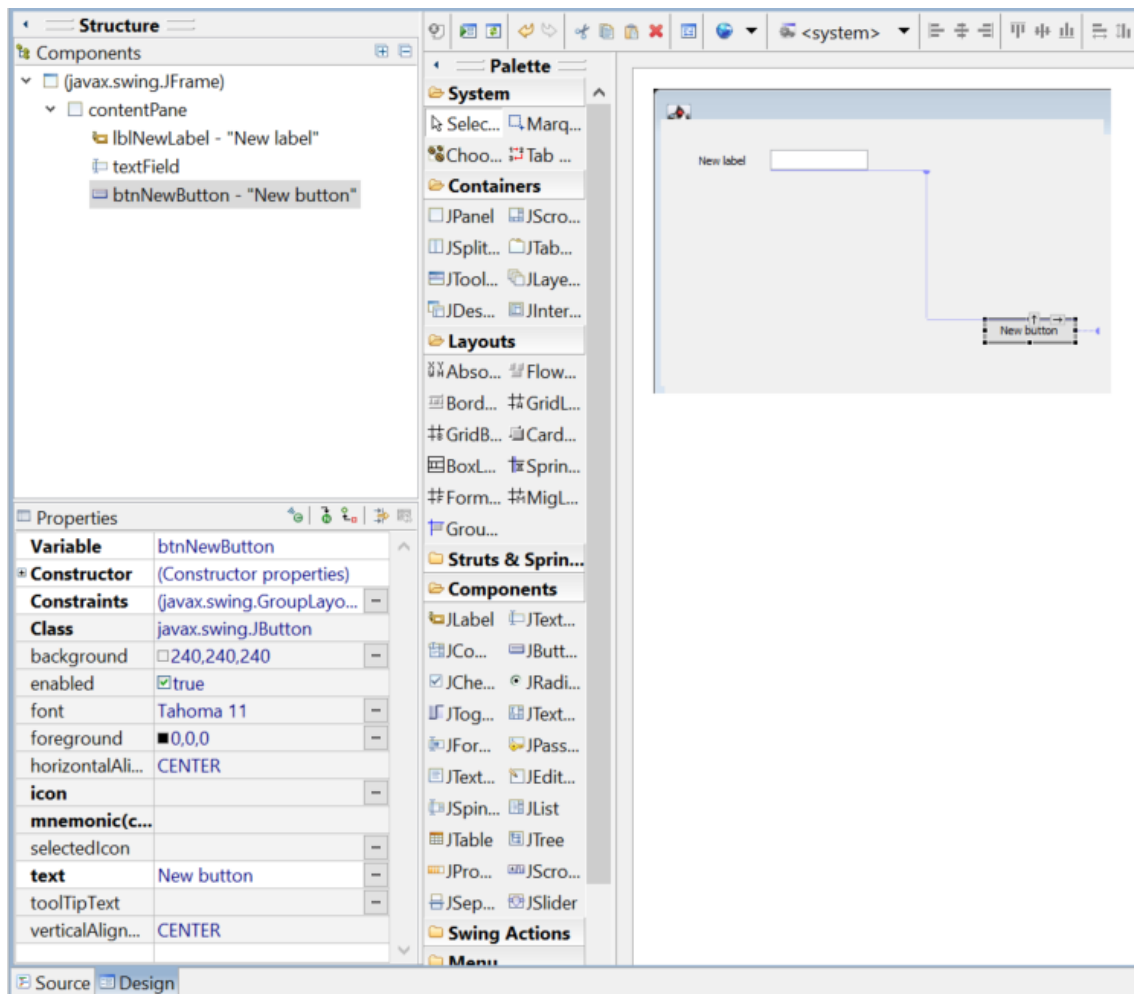 Structure
Components
(javax.swing.JFrame)
contentPane
lblNewLabel - "New label"
textField
btnNewButton - "New button"
Properties
Variable btnNewButton
Constructor (Constructor properties)
Constraints (javax.swing.GroupLayo...
Class javax.swing.JButton
background 240,240,240
enabled true
font Tahoma 11
foreground 0,0,0
horizontalAli... CENTER
icon
mnemonic(c...
selectedIcon
text New button
toolTipText
verticalAlign... CENTER
Source Design
<system>
Palette
System
Selec... Marq...
Choo... Tab ...
Containers
JPanel JScro...
JSplit... JTab...
JTool... JLaye...
JDes... JInter...
Layouts
Abso... Flow...
Bord... GridL...
GridB... Card...
BoxL... Sprin...
Form... MigL...
Grou...
Struts & Sprin...
Components
JLabel JText...
JCo... JButt...
JChe... JRadi...
JTog... JText...
JFor... JPass...
JText... JEdit...
JSpin... JList
JTable JTree
JPro... JScro...
JSep... JSlider
Swing Actions
Menu
New label
New button